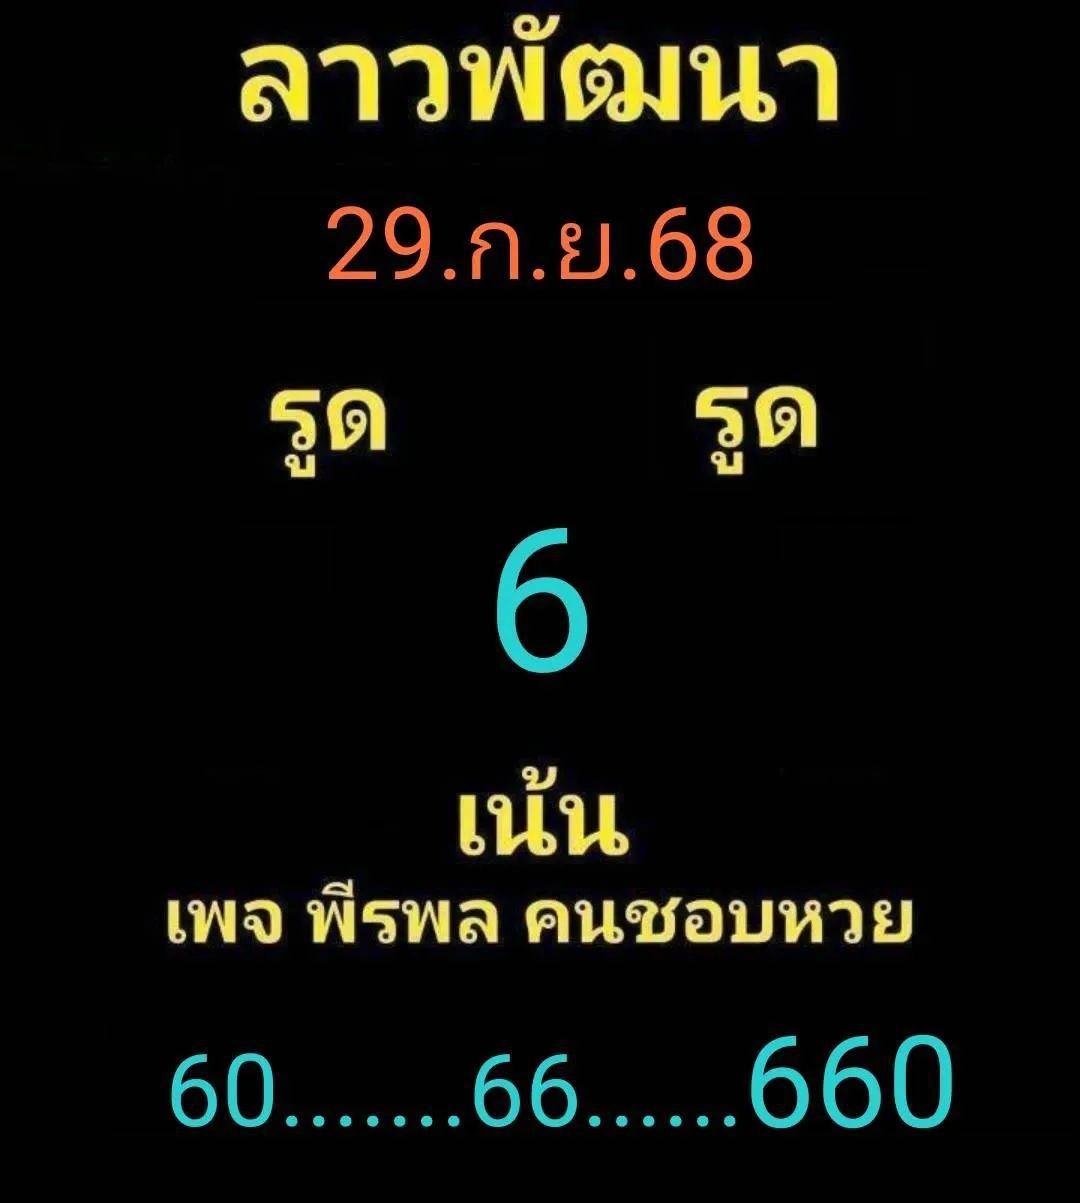 ลาวพัฒนา
29.ก.ย.68
รูด รูด
6
เน้น
เพจ พีรพล คนชอบหวย
60.......66......660